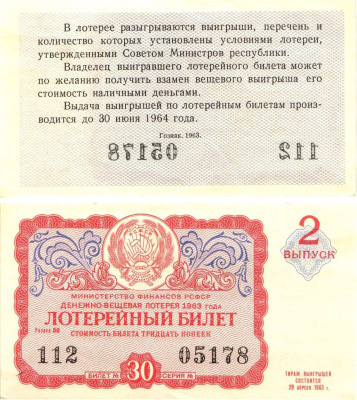 В лотерее разыгрываются выигрыши, перечень и
количество которых установлены условиями лотереи,
утвержденными Советом Министров республики.
Владелец выигравшего лотерейного билета может
по желанию получить взамен вещевого выигрыша его
стоимость наличными деньгами.
Выдача выигрышей по лотерейным билетам произ-
водится до 30 июня 1964 года.
Гознак. 1963.
05178 112
2
ВЫПУСК
МИНИСТЕРСТВО ФИНАНСОВ РСФСР
ДЕНЕЖНО-ВЕЩЕВАЯ ЛОТЕРЕЯ 1963 ГОДА
ЛОТЕРЕЙНЫЙ БИЛЕТ
СТОИМОСТЬ БИЛЕТА ТРИДЦАТЬ КОПЕЕК
112 05178
БИЛЕТ № 30 СЕРИЯ №
ТИРАЖ ВЫИГРЫШЕЙ
СОСТОИТСЯ
29 АПРЕЛЯ 1963 г.